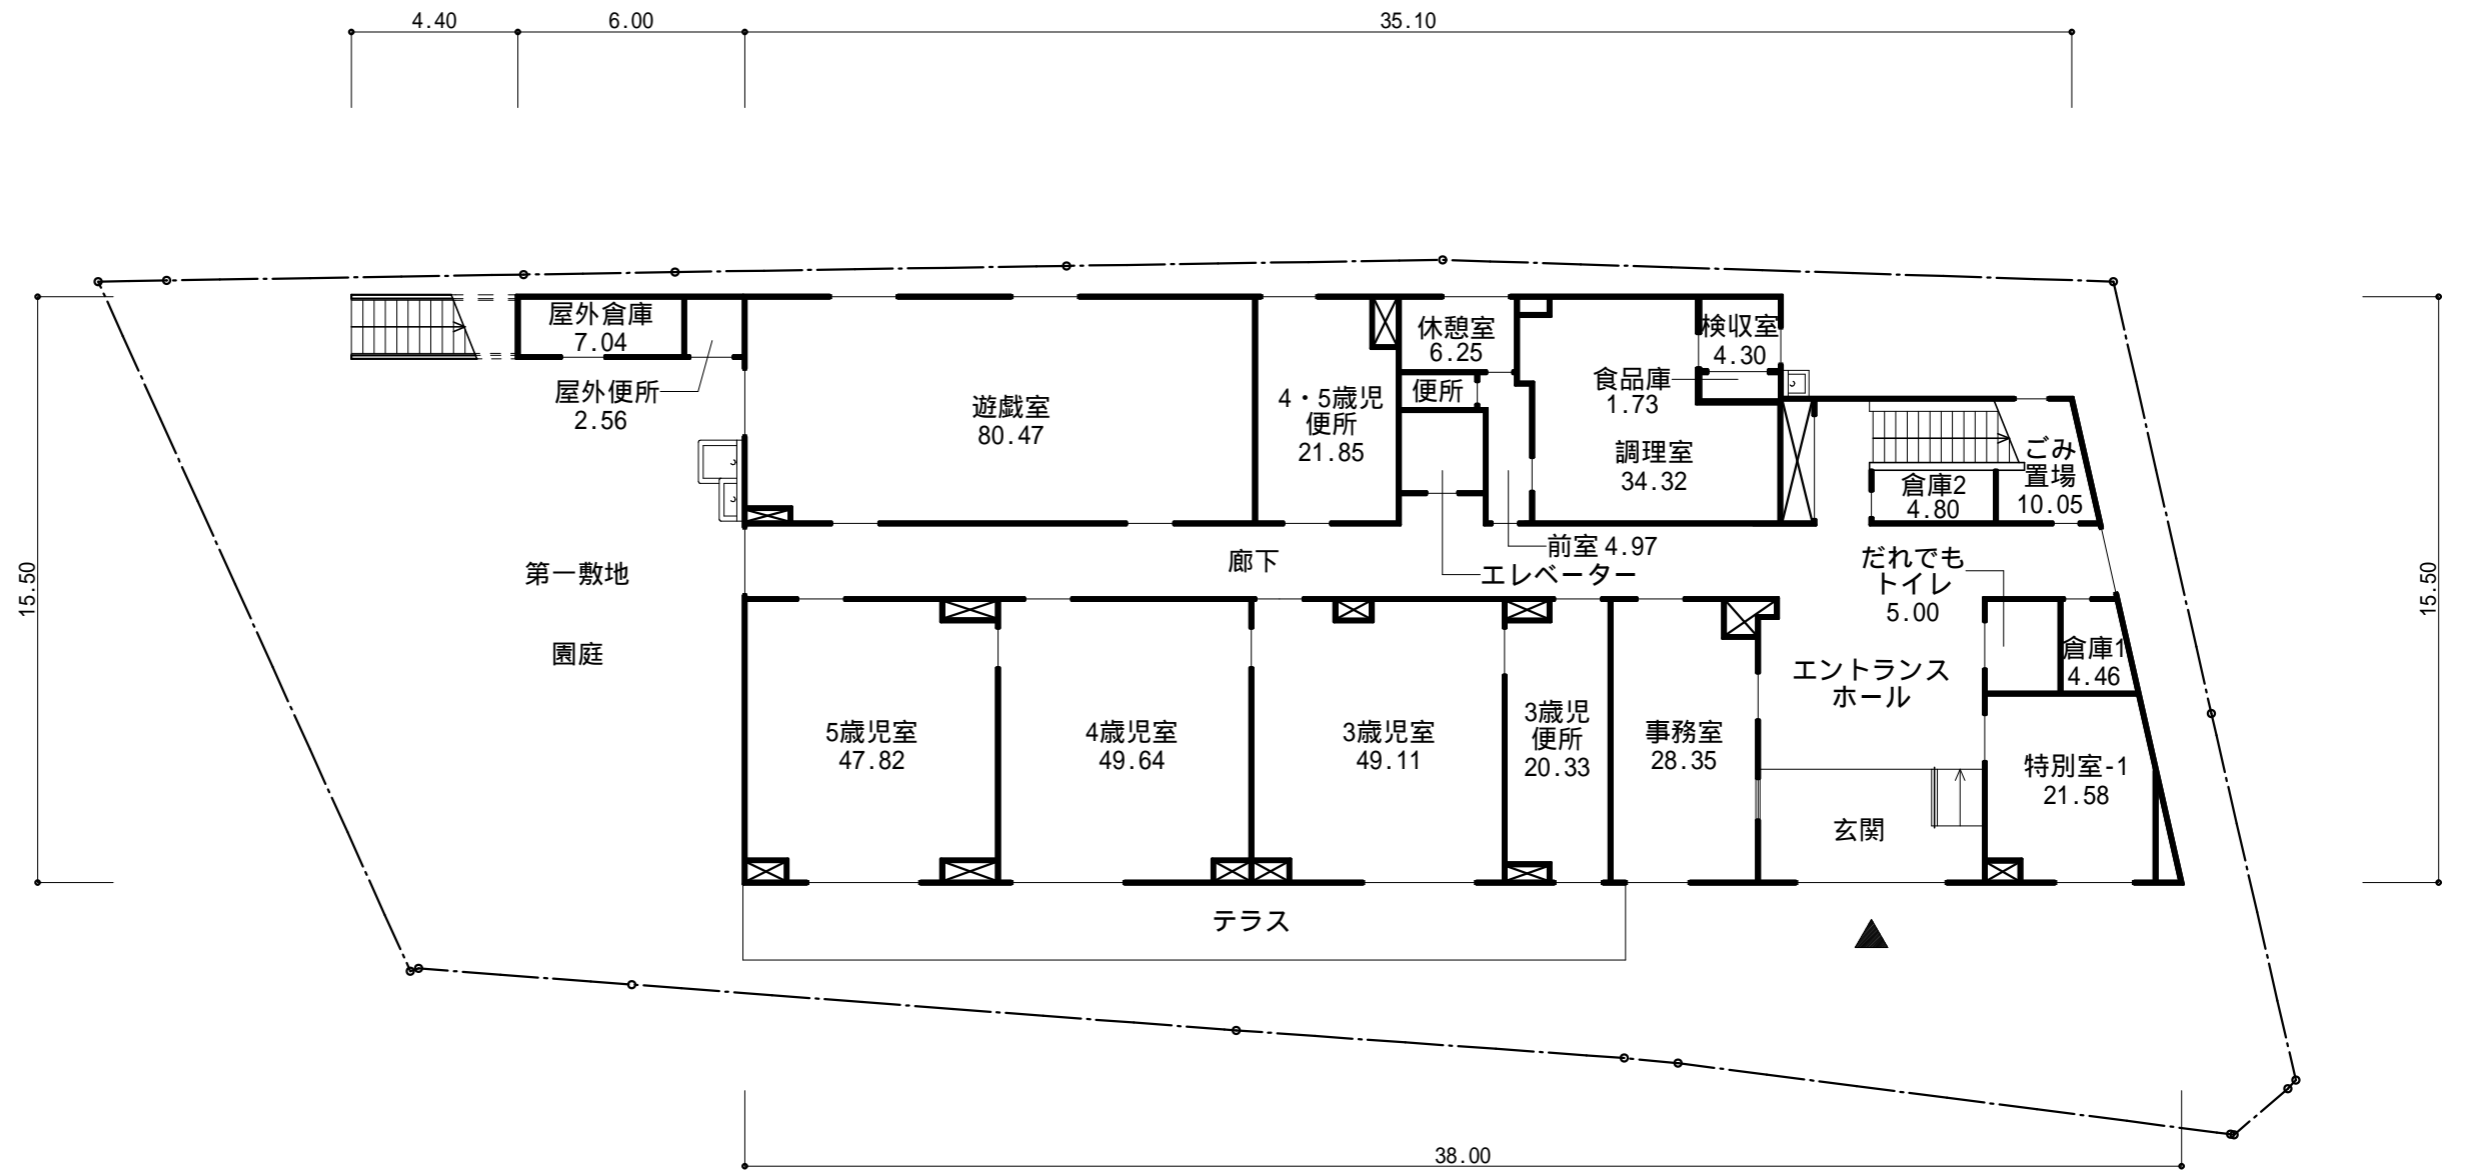 4.40
6.00
35.10
屋外倉庫
7.04
屋外便所
2.56
遊戯室
80.47
4・5歳児
便所
21.85
休憩室
6.25
便所
検収室
4.30
食品庫
1.73
調理室
34.32
倉庫2
4.80
ごみ
置場
10.05
15.50
15.50
第一敷地
園庭
廊下
前室 4.97
エレベーター
だれでも
トイレ
5.00
倉庫1
4.46
エントランス
ホール
5歳児室
47.82
4歳児室
49.64
3歳児室
49.11
3歳児
便所
20.33
事務室
28.35
特別室-1
21.58
玄関
テラス
38.00